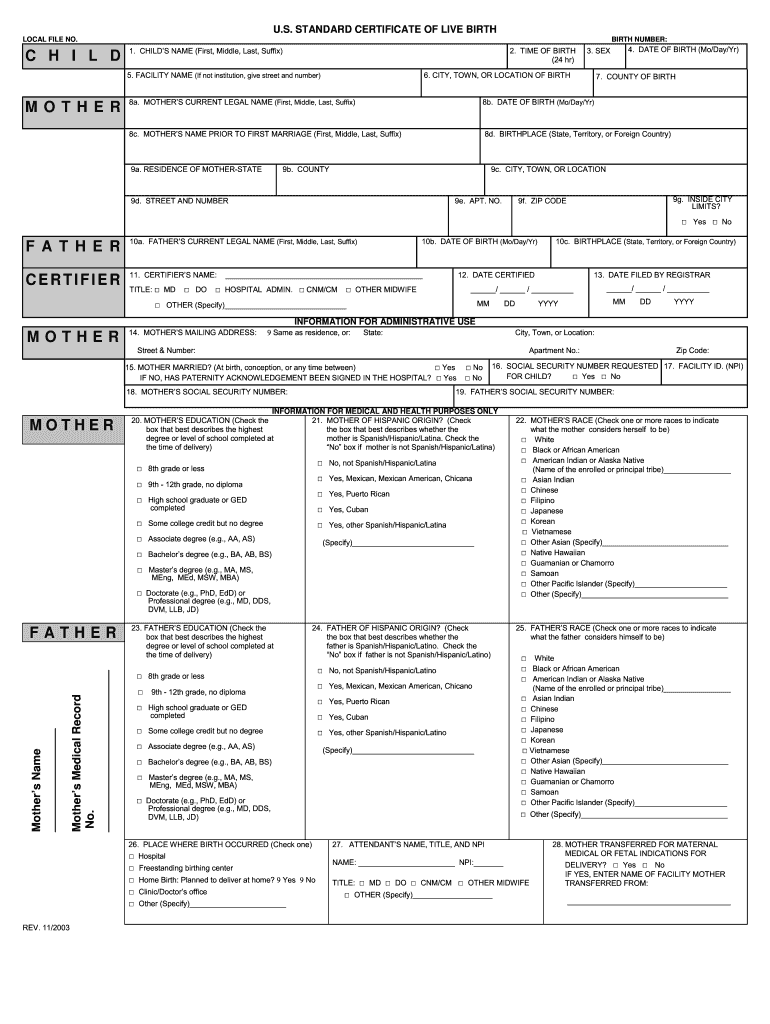 U.S. STANDARD CERTIFICATE OF LIVE BIRTH
LOCAL FILE NO. BIRTH NUMBER:
CHILD
1. CHILD'S NAME (First, Middle, Last, Suffix)
2. TIME OF BIRTH
(24 hr)
3. SEX
4. DATE OF BIRTH (Mo/Day/Yr)
5. FACILITY NAME (If not institution, give street and number)
6. CITY, TOWN, OR LOCATION OF BIRTH
7. COUNTY OF BIRTH
MOTHER
8a. MOTHER'S CURRENT LEGAL NAME (First, Middle, Last, Suffix)
8b. DATE OF BIRTH (Mo/Day/Yr)
8c. MOTHER'S NAME PRIOR TO FIRST MARRIAGE (First, Middle, Last, Suffix)
8d. BIRTHPLACE (State, Territory, or Foreign Country)
9a. RESIDENCE OF MOTHER-STATE
9b. COUNTY
9c. CITY, TOWN, OR LOCATION
9d. STREET AND NUMBER
9e. APT. NO.
9f. ZIP CODE
9g. INSIDE CITY
LIMITS?
□ Yes □ No
FATHER
10a. FATHER'S CURRENT LEGAL NAME (First, Middle, Last, Suffix)
10b. DATE OF BIRTH (Mo/Day/Yr)
10c. BIRTHPLACE (State, Territory, or Foreign Country)
CERTIFIER
11. CERTIFIER'S NAME: ____________________
TITLE: □ MD □ DO □ HOSPITAL ADMIN. □ CNM/CM □ OTHER MIDWIFE
□ OTHER (Specify)____________________
12. DATE CERTIFIED
______/ ______ / __________
MM DD YYYY
13. DATE FILED BY REGISTRAR
______/ ______ / __________
MM DD YYYY
INFORMATION FOR ADMINISTRATIVE USE
MOTHER
14. MOTHER'S MAILING ADDRESS: 9 Same as residence, or: State: City, Town, or Location:
Street & Number: Apartment No.: Zip Code:
15. MOTHER MARRIED? (At birth, conception, or any time between) □ Yes □ No
IF NO, HAS PATERNITY ACKNOWLEDGEMENT BEEN SIGNED IN THE HOSPITAL? □ Yes □ No
16. SOCIAL SECURITY NUMBER REQUESTED
FOR CHILD? □ Yes □ No
17. FACILITY ID. (NPI)
18. MOTHER'S SOCIAL SECURITY NUMBER:
19. FATHER'S SOCIAL SECURITY NUMBER:
INFORMATION FOR MEDICAL AND HEALTH PURPOSES ONLY
MOTHER
20. MOTHER'S EDUCATION (Check the
box that best describes the highest
degree or level of school completed at
the time of delivery)
□ 8th grade or less
□ 9th - 12th grade, no diploma
□ High school graduate or GED
completed
□ Some college credit but no degree
□ Associate degree (e.g., AA, AS)
□ Bachelor's degree (e.g., BA, AB, BS)
□ Master's degree (e.g., MA, MS,
MEng, MEd, MSW, MBA)
□ Doctorate (e.g., PhD, EdD) or
Professional degree (e.g., MD, DDS,
DVM, LLB, JD)
21. MOTHER OF HISPANIC ORIGIN? (Check
the box that best describes whether the
mother is Spanish/Hispanic/Latina. Check the
"No" box if mother is not Spanish/Hispanic/Latina)
□ No, not Spanish/Hispanic/Latina
□ Yes, Mexican, Mexican American, Chicana
□ Yes, Puerto Rican
□ Yes, Cuban
□ Yes, other Spanish/Hispanic/Latina
(Specify)____________________
22. MOTHER'S RACE (Check one or more races to indicate
what the mother considers herself to be)
□ White
□ Black or African American
□ American Indian or Alaska Native
(Name of the enrolled or principal tribe)________________
□ Asian Indian
□ Chinese
□ Filipino
□ Japanese
□ Korean
□ Vietnamese
□ Other Asian (Specify)____________________
□ Native Hawaiian
□ Guamanian or Chamorro
□ Samoan
□ Other Pacific Islander (Specify)____________________
□ Other (Specify)____________________
FATHER
23. FATHER'S EDUCATION (Check the
box that best describes the highest
degree or level of school completed at
the time of delivery)
□ 8th grade or less
□ 9th - 12th grade, no diploma
□ High school graduate or GED
completed
□ Some college credit but no degree
□ Associate degree (e.g., AA, AS)
□ Bachelor's degree (e.g., BA, AB, BS)
□ Master's degree (e.g., MA, MS,
MEng, MEd, MSW, MBA)
□ Doctorate (e.g., PhD, EdD) or
Professional degree (e.g., MD, DDS,
DVM, LLB, JD)
24. FATHER OF HISPANIC ORIGIN? (Check
the box that best describes whether the
father is Spanish/Hispanic/Latino. Check the
"No" box if father is not Spanish/Hispanic/Latino)
□ No, not Spanish/Hispanic/Latino
□ Yes, Mexican, Mexican American, Chicano
□ Yes, Puerto Rican
□ Yes, Cuban
□ Yes, other Spanish/Hispanic/Latino
(Specify)____________________
25. FATHER'S RACE (Check one or more races to indicate
what the father considers himself to be)
□ White
□ Black or African American
□ American Indian or Alaska Native
(Name of the enrolled or principal tribe)________________
□ Asian Indian
□ Chinese
□ Filipino
□ Japanese
□ Korean
□ Vietnamese
□ Other Asian (Specify)____________________
□ Native Hawaiian
□ Guamanian or Chamorro
□ Samoan
□ Other Pacific Islander (Specify)____________________
□ Other (Specify)____________________
Mother's Name
Mother's Medical Record
No.
26. PLACE WHERE BIRTH OCCURRED (Check one)
□ Hospital
□ Freestanding birthing center
□ Home Birth: Planned to deliver at home? 9 Yes 9 No
□ Clinic/Doctor's office
□ Other (Specify)____________________
27. ATTENDANT'S NAME, TITLE, AND NPI
NAME: ____________________ NPI:_______
TITLE: □ MD □ DO □ CNM/CM □ OTHER MIDWIFE
□ OTHER (Specify)____________________
28. MOTHER TRANSFERRED FOR MATERNAL
MEDICAL OR FETAL INDICATIONS FOR
DELIVERY? □ Yes □ No
IF YES, ENTER NAME OF FACILITY MOTHER
TRANSFERRED FROM:
____________________
REV. 11/2003